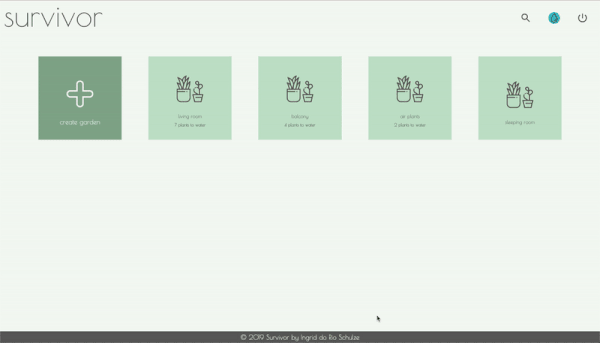 survivor
create garden
living room
7 plants to water
balcony
4 plants to water
air plants
2 plants to water
sleeping room
© 2019 Survivor by Ingrid do Rio Schulze